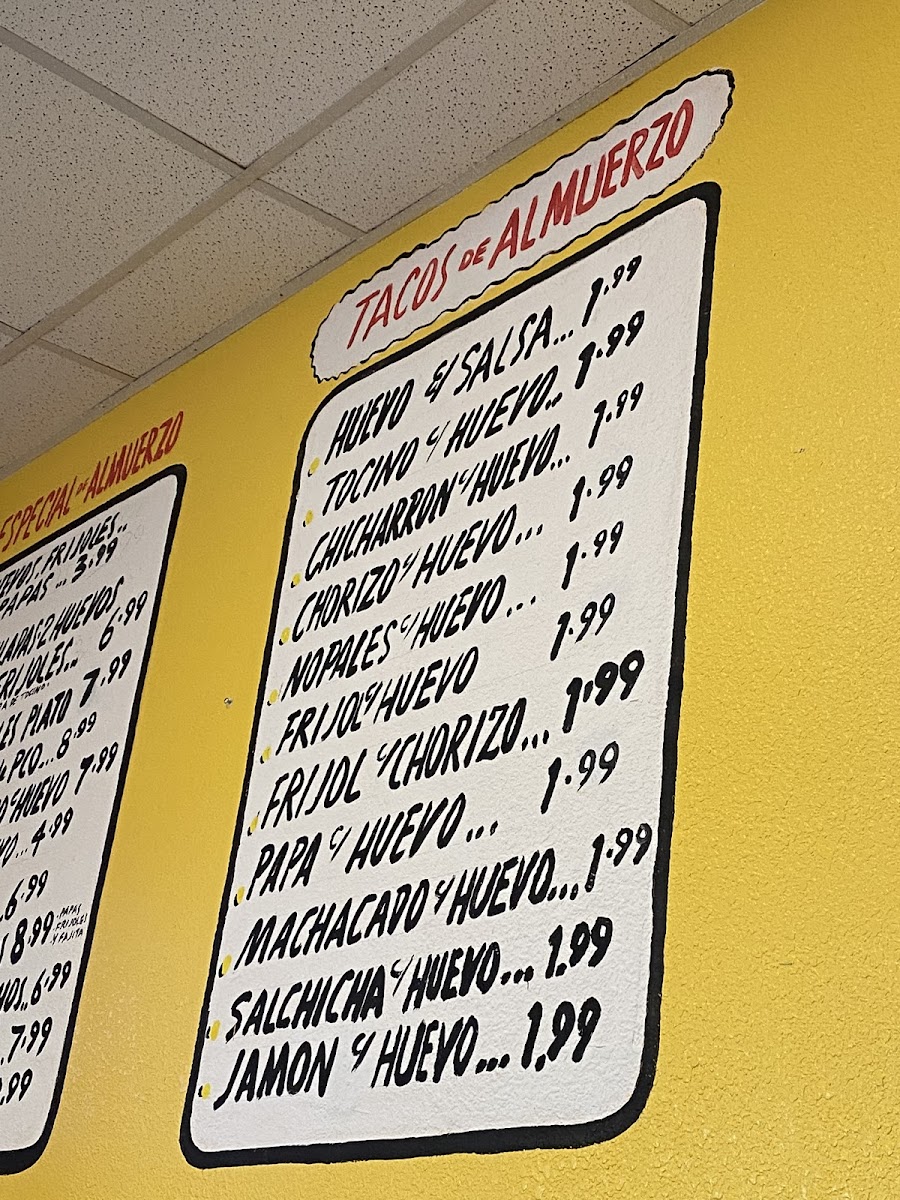 ESPECIAL DE ALMUERZO
FRIJOLES..
PAPAS... 3.99
2 HUEVOS
FRIJOLES.. 6.99
PLATO 7.99
PCO... 8.99
HUEVO 7.99
... 4.99
6.99
8.99 -PAPAS
FRIJOLES
Y FAJITA
6.99
7.99
.99
TACOS DE ALMUERZO
HUEVO E/ SALSA... 1.99
TOCINO C/ HUEVO.. 1.99
CHICHARRON C/ HUEVO... 1.99
CHORIZO C/ HUEVO... 1.99
NOPALES C/ HUEVO... 1.99
FRIJOL C/ HUEVO 1.99
FRIJOL C/ CHORIZO... 1.99
PAPA C/ HUEVO... 1.99
MACHACADO C/ HUEVO... 1.99
SALCHICHA C/ HUEVO... 1.99
JAMON C/ HUEVO... 1.99